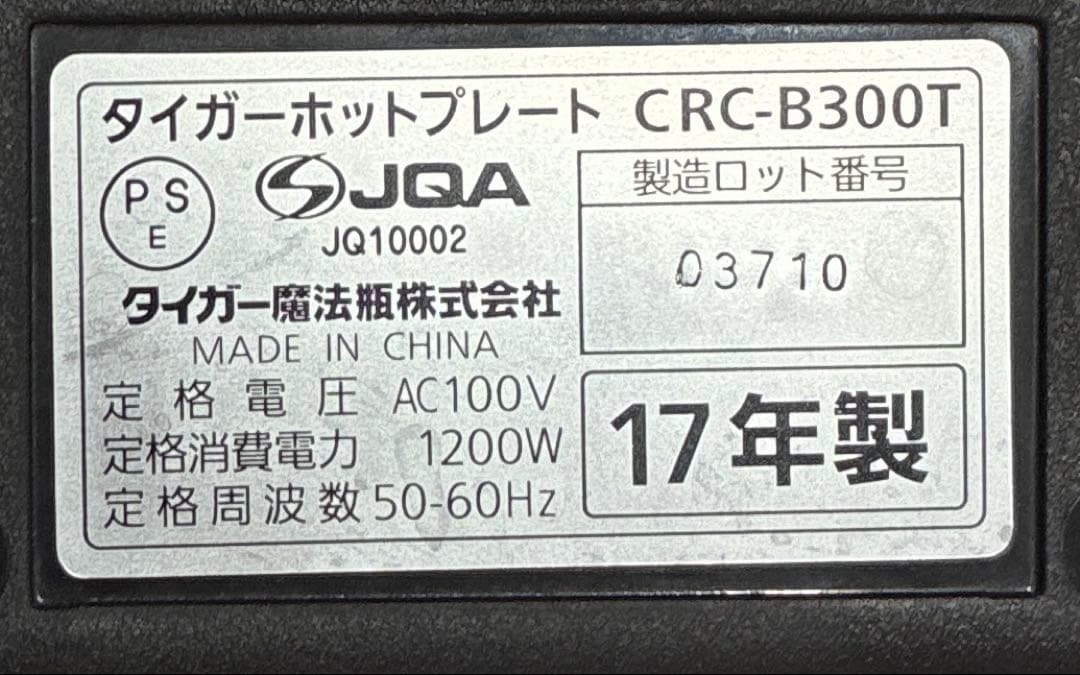 タイガーホットプレート CRC-B300T
PS
E
JQA
JQ10002
タイガー魔法瓶株式会社
MADE IN CHINA
定格電圧 AC100V
定格消費電力 1200W
定格周波数 50-60Hz
製造ロット番号
03710
17年製